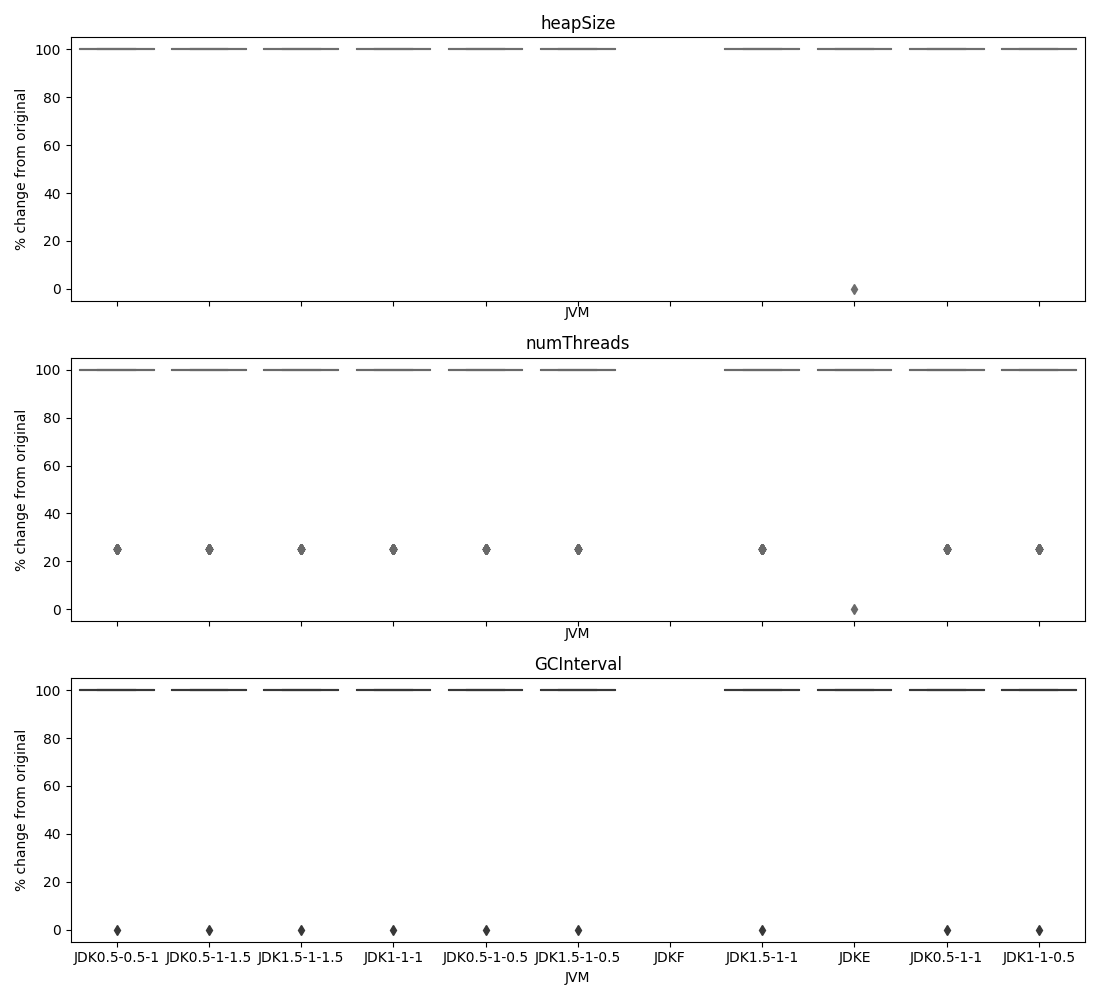 heapSize
100
80
60
40
20
0
% change from original
JVM
numThreads
100
80
60
40
20
0
% change from original
JVM
GCInterval
100
80
60
40
20
0
% change from original
JDK0.5-0.5-1 JDK0.5-1-1.5 JDK1.5-1-1.5 JDK1-1-1 JDK0.5-1-0.5 JDK1.5-1-0.5 JDKF JDK1.5-1-1 JDKE JDK0.5-1-1 JDK1-1-0.5
JVM